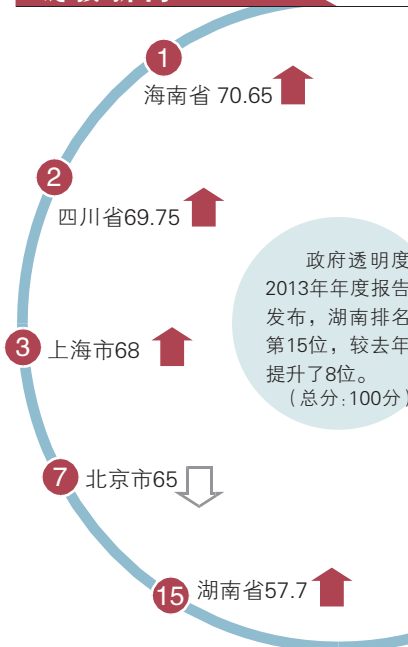 1
海南省 70.65
2
四川省69.75
政府透明度
2013年年度报告
发布，湖南排名
第15位，较去年
提升了8位。
（总分:100分）
3
上海市68
7
北京市65
15
湖南省57.7